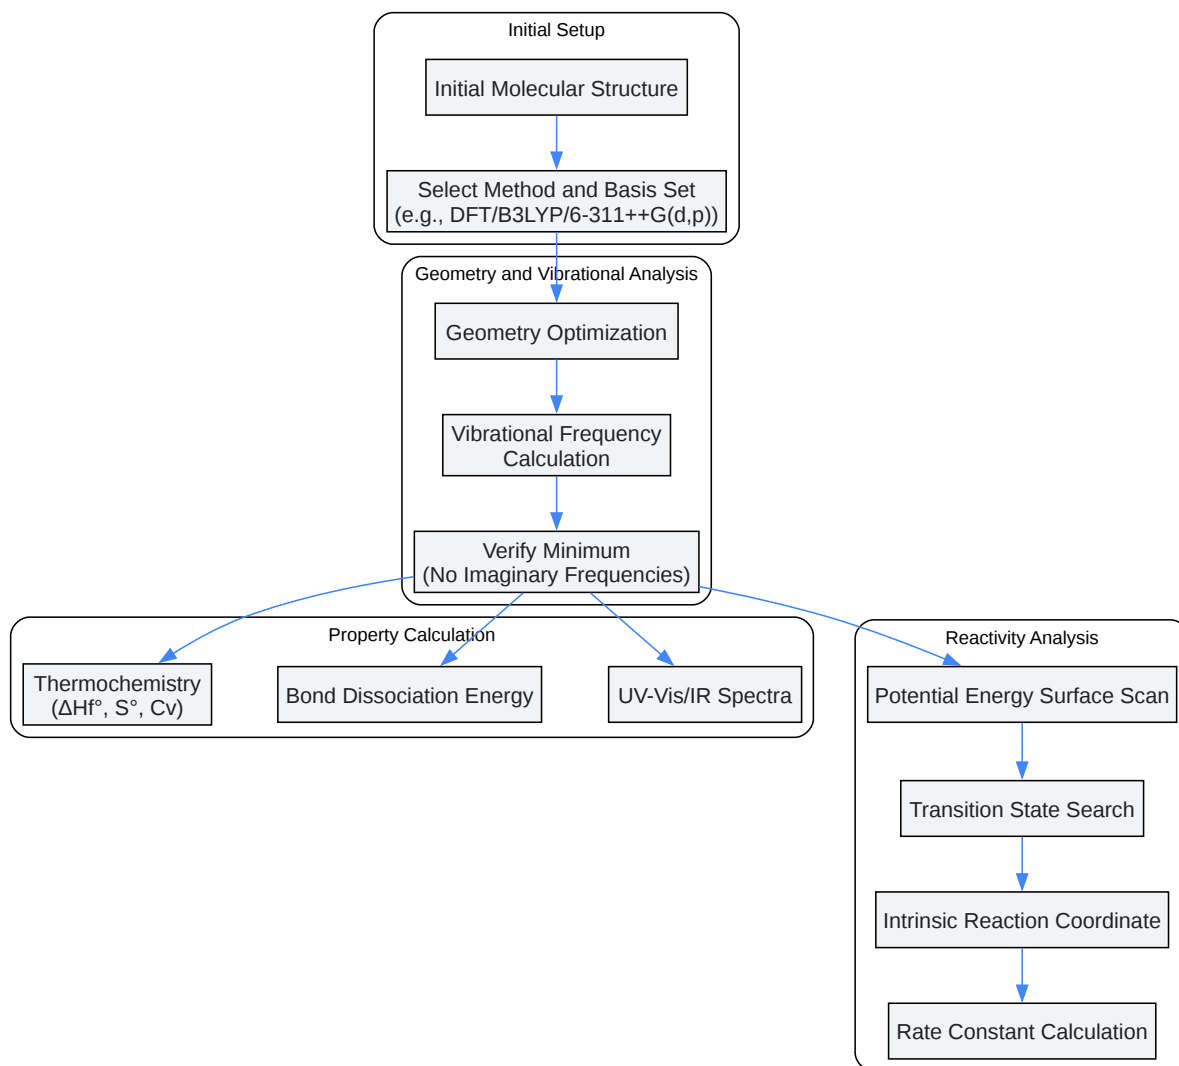 Initial Setup
Initial Molecular Structure
Select Method and Basis Set
(e.g., DFT/B3LYP/6-311++G(d,p))
Geometry and Vibrational Analysis
Geometry Optimization
Vibrational Frequency
Calculation
Verify Minimum
(No Imaginary Frequencies)
Property Calculation
Thermochemistry
(ΔHf°, S°, Cv)
Bond Dissociation Energy
UV-Vis/IR Spectra
Reactivity Analysis
Potential Energy Surface Scan
Transition State Search
Intrinsic Reaction Coordinate
Rate Constant Calculation